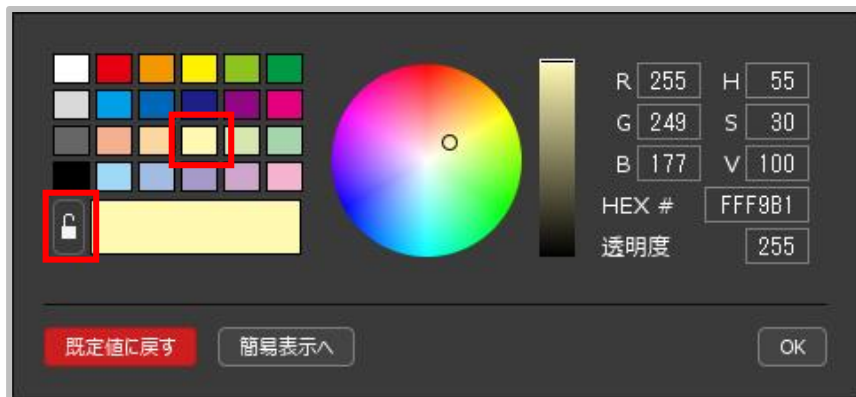 R 255 H 55
G 249 S 30
B 177 V 100
HEX # FFF9B1
透明度 255
既定値に戻す 簡易表示へ OK